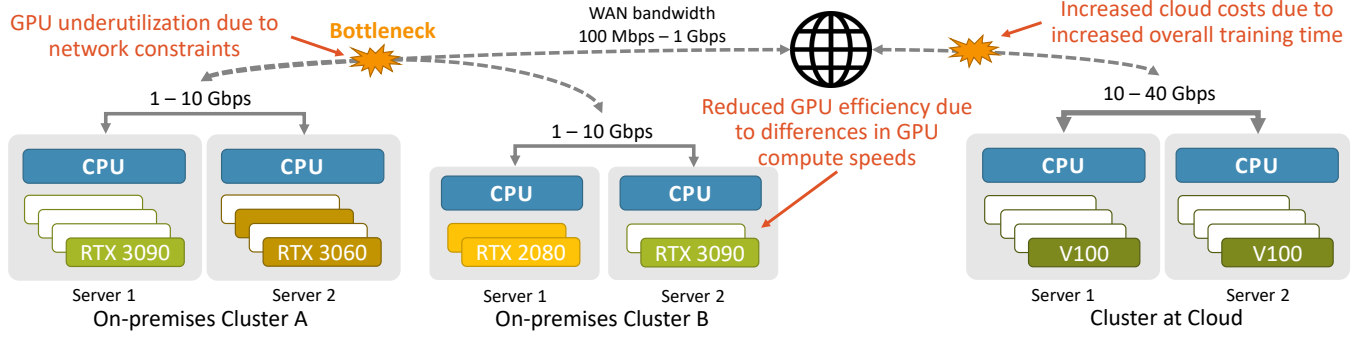 GPU underutilization due to
network constraints
Bottleneck
WAN bandwidth
100 Mbps – 1 Gbps
Increased cloud costs due to
increased overall training time
1 – 10 Gbps
CPU
CPU
RTX 3090
RTX 3060
Server 1
Server 2
On-premises Cluster A
1 – 10 Gbps
Reduced GPU efficiency due
to differences in GPU
compute speeds
CPU
CPU
RTX 2080
RTX 3090
Server 1
Server 2
On-premises Cluster B
10 – 40 Gbps
CPU
CPU
V100
V100
Server 1
Server 2
Cluster at Cloud